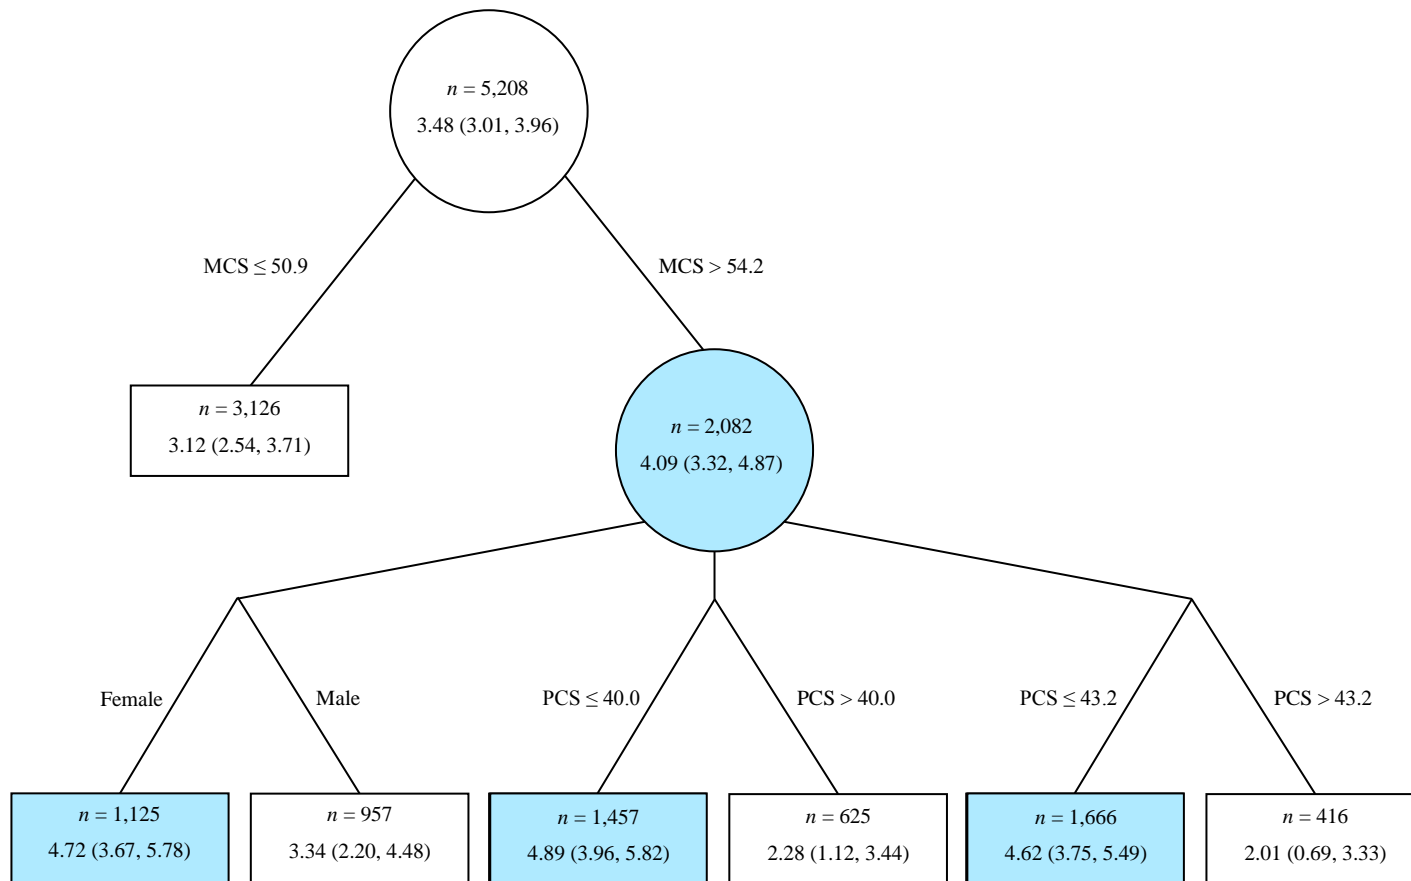 n = 5,208
3.48 (3.01, 3.96)
MCS ≤ 50.9
MCS > 54.2
n = 3,126
3.12 (2.54, 3.71)
n = 2,082
4.09 (3.32, 4.87)
Female
Male
PCS ≤ 40.0
PCS > 40.0
PCS ≤ 43.2
PCS > 43.2
n = 1,125
4.72 (3.67, 5.78)
n = 957
3.34 (2.20, 4.48)
n = 1,457
4.89 (3.96, 5.82)
n = 625
2.28 (1.12, 3.44)
n = 1,666
4.62 (3.75, 5.49)
n = 416
2.01 (0.69, 3.33)